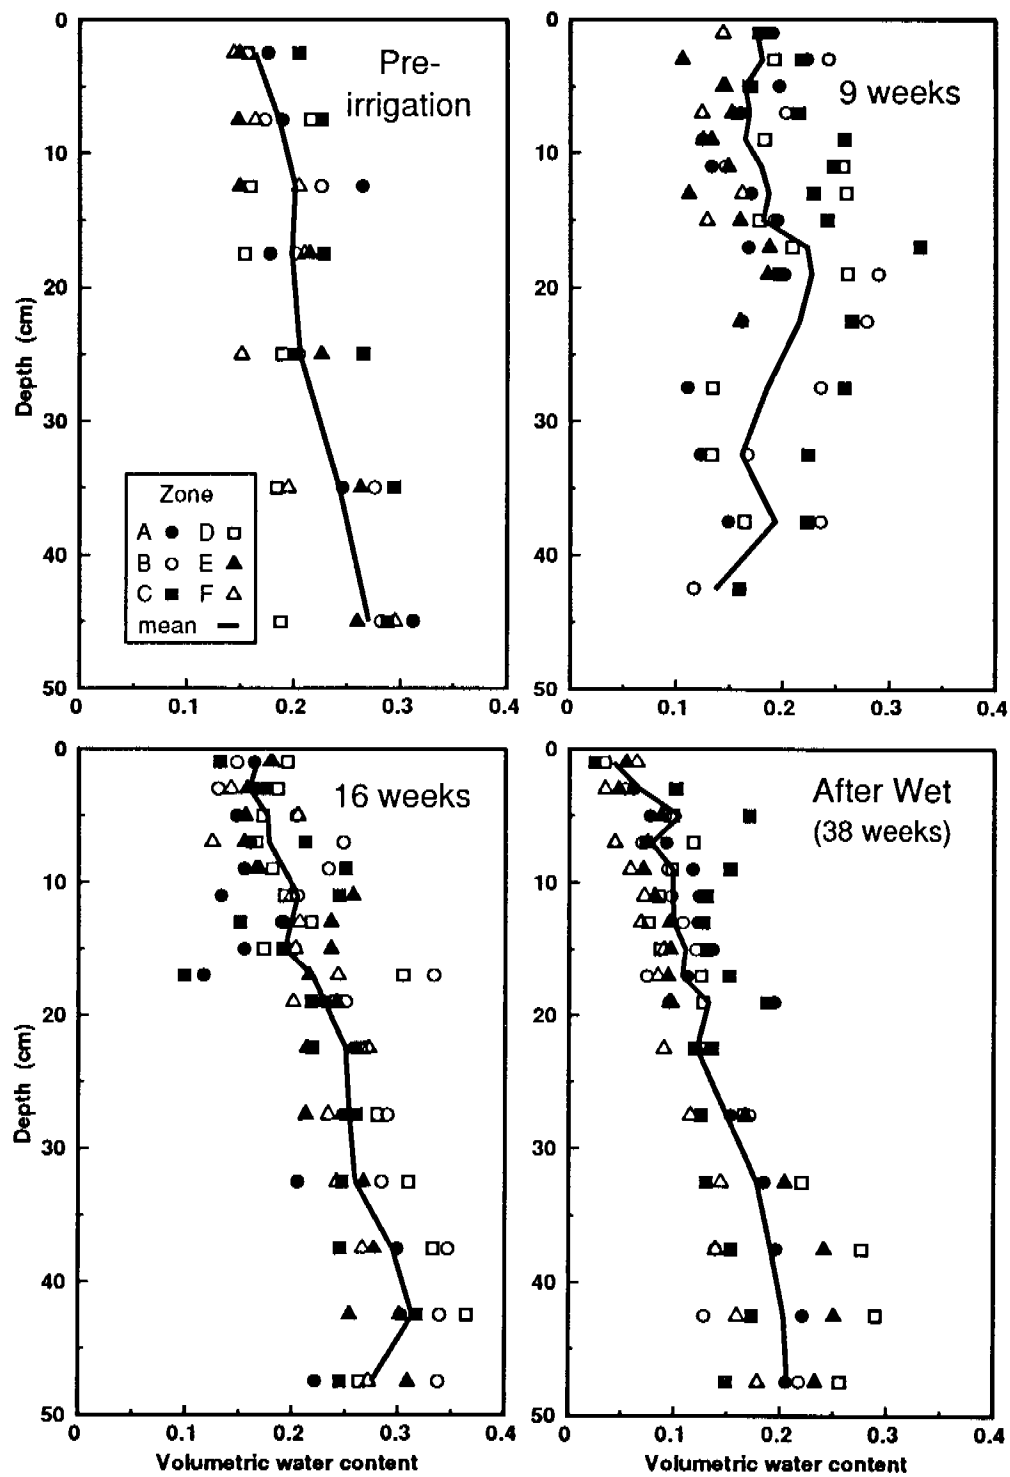 Pre-
irrigation
0
10
20
30
40
50
Depth (cm)
Zone
A D
B E
C F
mean
0 0.1 0.2 0.3 0.4
9 weeks
0
10
20
30
40
50
0 0.1 0.2 0.3 0.4
16 weeks
0
10
20
30
40
50
Depth (cm)
0 0.1 0.2 0.3 0.4
Volumetric water content
After Wet
(38 weeks)
0
10
20
30
40
50
0 0.1 0.2 0.3 0.4
Volumetric water content